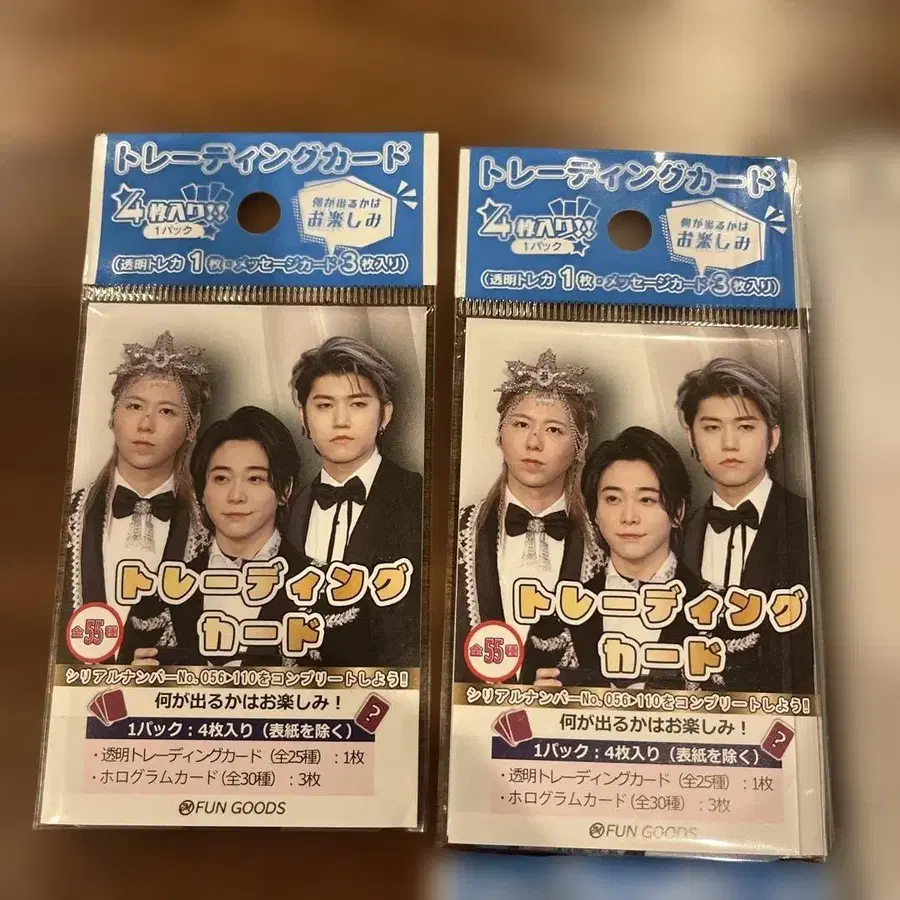 トレーディングカード
4枚入り!!
1パック
何が出るかは
お楽しみ
(透明トレカ 1枚・メッセージカード 3枚入り)
トレーディング
カード
全55種
シリアルナンバーNo.056▶110をコンプリートしよう!
何が出るかはお楽しみ!
?
1パック:4枚入り(表紙を除く)
・透明トレーディングカード(全25種):1枚
・ホログラムカード(全30種):3枚
FUN GOODS
トレーディングカード
4枚入り!!
1パック
何が出るかは
お楽しみ
(透明トレカ 1枚・メッセージカード 3枚入り)
トレーディング
カード
全55種
シリアルナンバーNo.056▶110をコンプリートしよう!
何が出るかはお楽しみ!
?
1パック:4枚入り(表紙を除く)
・透明トレーディングカード(全25種):1枚
・ホログラムカード(全30種):3枚
FUN GOODS